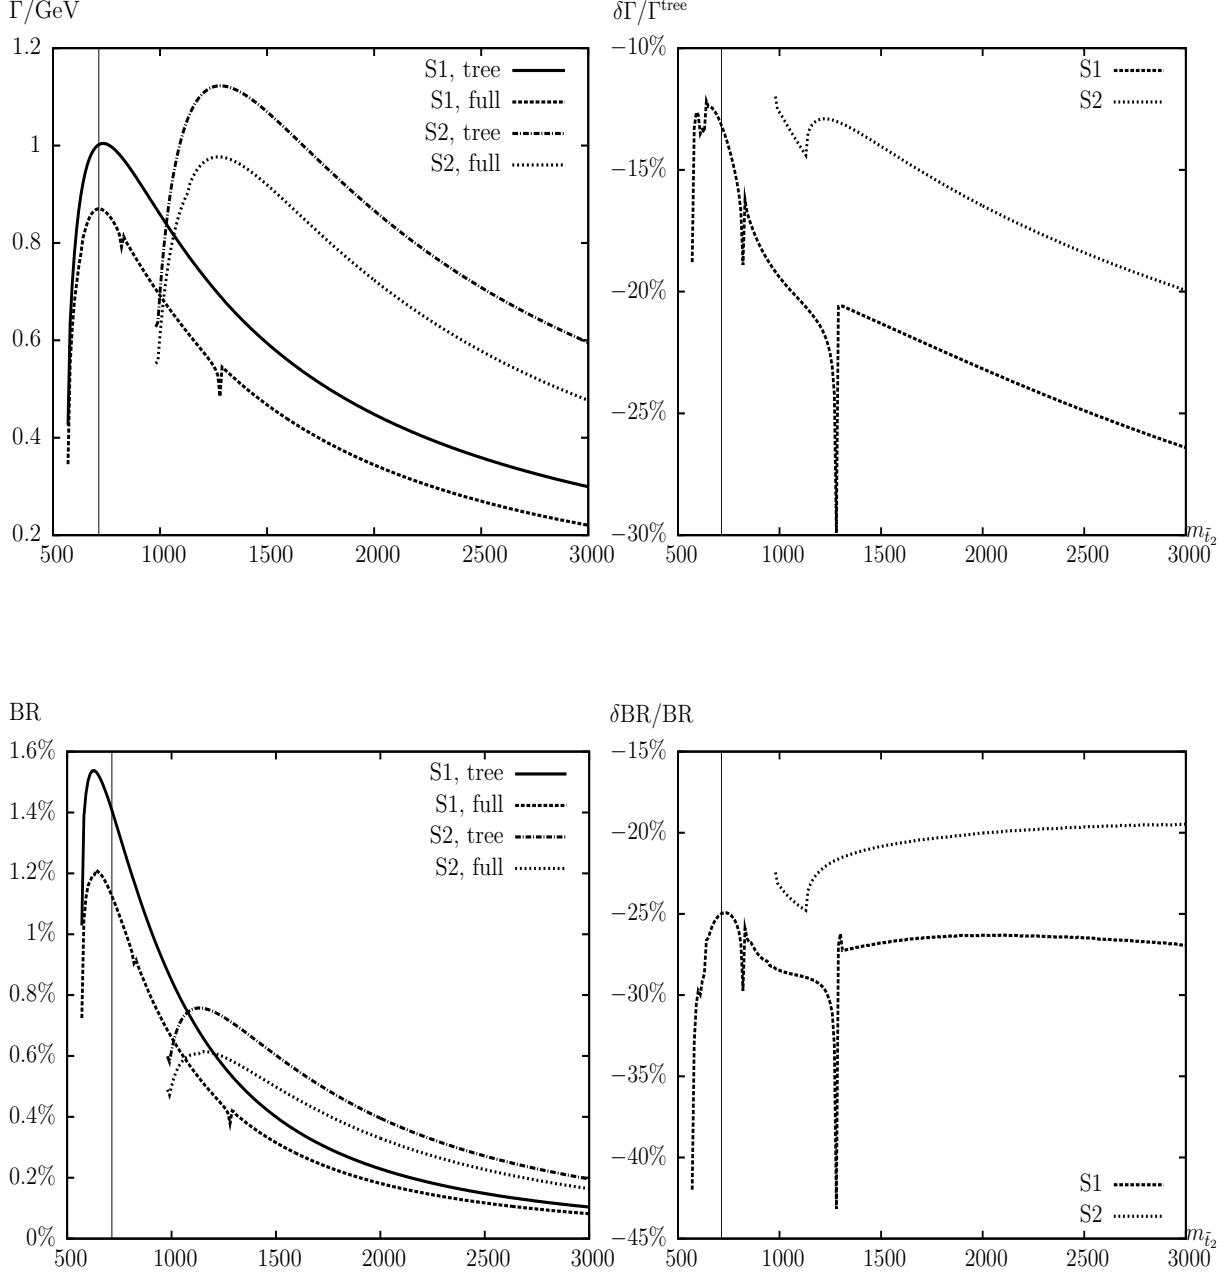 Γ/GeV
1.2
1
0.8
0.6
0.4
0.2
500 1000 1500 2000 2500 3000
S1, tree
S1, full
S2, tree
S2, full
δΓ/Γ^tree
−10%
−15%
−20%
−25%
−30%
500 1000 1500 2000 2500 3000
S1
S2
m_t̃₂
BR
1.6%
1.4%
1.2%
1%
0.8%
0.6%
0.4%
0.2%
0%
500 1000 1500 2000 2500 3000
S1, tree
S1, full
S2, tree
S2, full
δBR/BR
−15%
−20%
−25%
−30%
−35%
−40%
−45%
500 1000 1500 2000 2500 3000
S1
S2
m_t̃₂